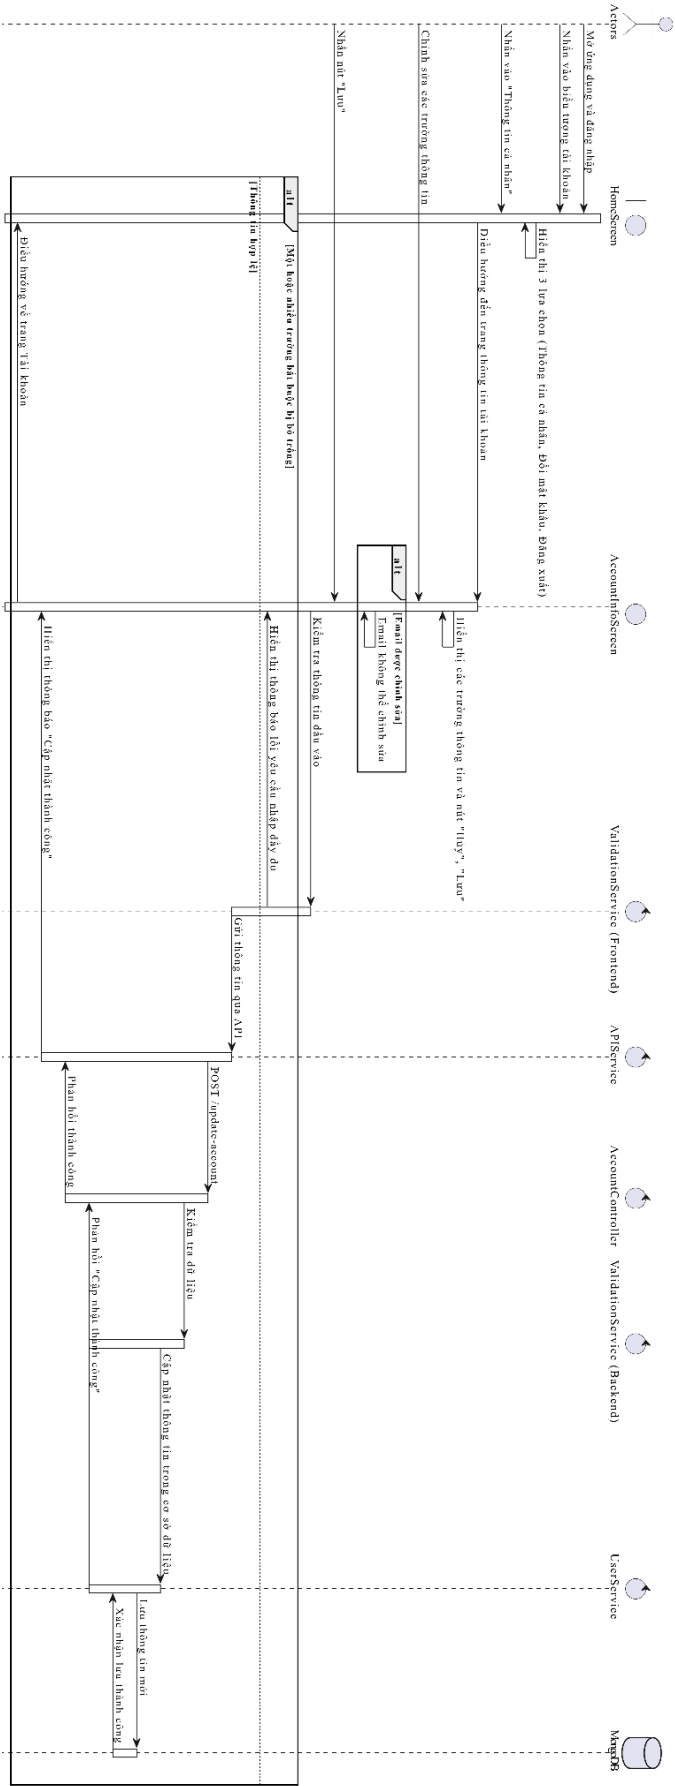 Actors
HomeScreen
AccountInfoScreen
ValidationService (Frontend)
APIService
AccountController
ValidationService (Backend)
UserService
MongoDB
Mở ứng dụng và đăng nhập
Nhấn vào biểu tượng tài khoản
Hiển thị 3 lựa chọn (Thông tin cá nhân, Đổi mật khẩu, Đăng xuất)
Nhấn vào "Thông tin cá nhân"
Điều hướng đến trang thông tin tài khoản
Hiển thị các trường thông tin và nút "Hủy", "Lưu"
Chỉnh sửa các trường thông tin
alt
[Email được chỉnh sửa]
Email không thể chỉnh sửa
Nhấn nút "Lưu"
Kiểm tra thông tin đầu vào
alt
[Một hoặc nhiều trường bắt buộc bị bỏ trống]
Hiển thị thông báo lỗi yêu cầu nhập đầy đủ
[Thông tin hợp lệ]
Gửi thông tin qua API
POST /update-account
Kiểm tra dữ liệu
Cập nhật thông tin trong cơ sở dữ liệu
Lưu thông tin mới
Xác nhận lưu thành công
Phản hồi "Cập nhật thành công"
Phản hồi thành công
Hiển thị thông báo "Cập nhật thành công"
Điều hướng về trang Tài khoản